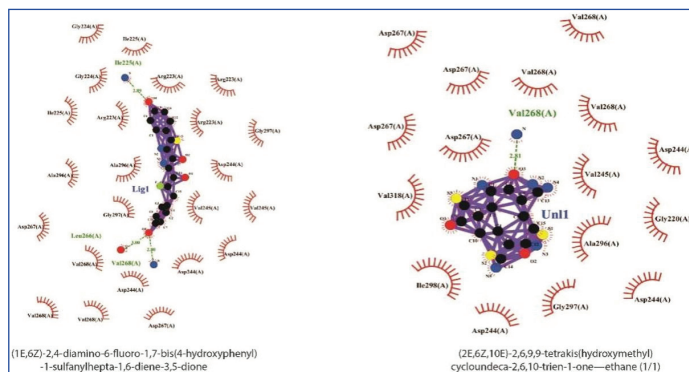 Gly224(A)
Ile225(A)
Ile225(A)
Gly224(A)
Arg223(A)
Arg223(A)
Ile225(A)
Arg223(A)
Arg223(A)
Gly297(A)
Ala296(A)
Ala296(A)
Asp244(A)
Lig1
Gly297(A)
Val245(A)
Val245(A)
Asp267(A)
Leu266(A)
Val268(A)
Val268(A)
Asp244(A)
Asp244(A)
Asp244(A)
Val268(A)
Val268(A)
Asp267(A)
(1E,6Z)-2,4-diamino-6-fluoro-1,7-bis(4-hydroxyphenyl)
-1-sulfanylhepta-1,6-diene-3,5-dione
Val268(A)
Asp267(A)
Asp267(A)
Val268(A)
Val268(A)
Val268(A)
Asp267(A)
Asp267(A)
2.81
Asp244(A)
Val245(A)
Val318(A)
Unl1
Gly220(A)
Ala296(A)
Ile298(A)
Gly297(A)
Asp244(A)
Asp244(A)
(2E,6Z,10E)-2,6,9,9-tetrakis(hydroxymethyl)
cycloundeca-2,6,10-trien-1-one—ethane (1/1)